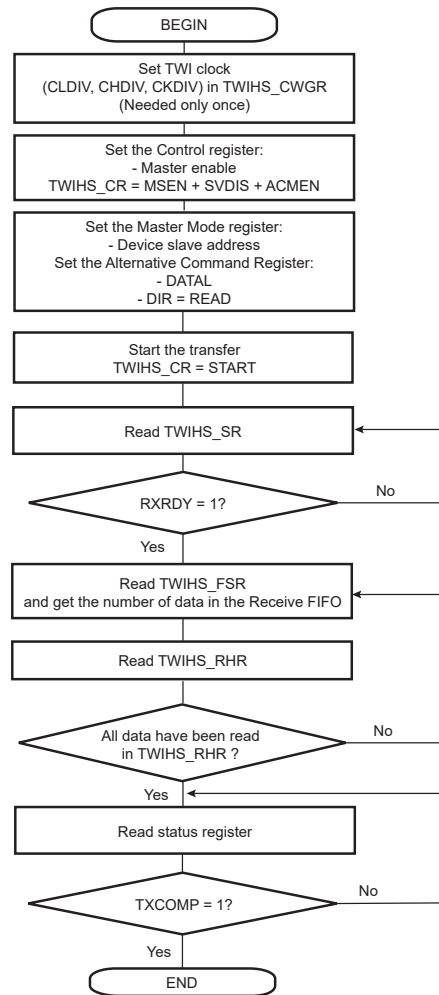 BEGIN
Set TWI clock
(CLDIV, CHDIV, CKDIV) in TWIHS_CWGR
(Needed only once)
Set the Control register:
- Master enable
TWIHS_CR = MSEN + SVDIS + ACMEN
Set the Master Mode register:
- Device slave address
Set the Alternative Command Register:
- DATAL
- DIR = READ
Start the transfer
TWIHS_CR = START
Read TWIHS_SR
RXRDY = 1?
No
Yes
Read TWIHS_FSR
and get the number of data in the Receive FIFO
Read TWIHS_RHR
All data have been read
in TWIHS_RHR ?
No
Yes
Read status register
TXCOMP = 1?
No
Yes
END